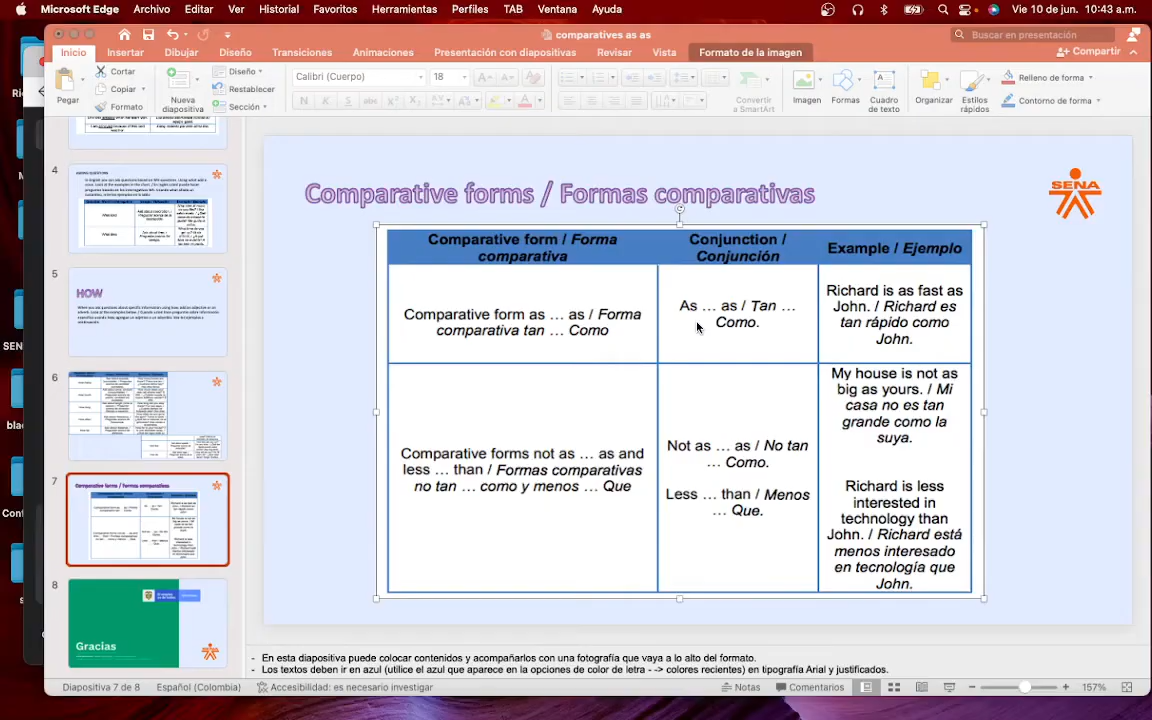 Microsoft Edge Archivo Editar Ver Historial Favoritos Herramientas Perfiles TAB Ventana Ayuda Vie 10 de jun. 10:43 a.m.
comparatives as as
Buscar en presentación
Inicio Insertar Dibujar Diseño Transiciones Animaciones Presentación con diapositivas Revisar Vista Formato de la imagen Compartir
Pegar
Cortar
Copiar
Formato
Nueva
diapositiva
Diseño
Restablecer
Sección
Calibri (Cuerpo) 18
Convertir
a SmartArt
Imagen
Formas
Cuadro
de texto
Organizar
Estilos
rápidos
Relleno de forma
Contorno de forma
4
5
HOW
6
7
Comparative forms / Formas comparativas
8
Gracias
Comparative forms / Formas comparativas
SENA
Comparative form / Forma
comparativa
Conjunction /
Conjunción
Example / Ejemplo
Comparative form as … as / Forma
comparativa tan … Como
As … as / Tan …
Como.
Richard is as fast as
John. / Richard es
tan rápido como
John.
Comparative forms not as … as and
less … than / Formas comparativas
no tan … como y menos … Que
Not as … as / No tan
… Como.
Less … than / Menos
… Que.
My house is not as
big as yours. / Mi
casa no es tan
grande como la
suya.
Richard is less
interested in
technology than
John. / Richard está
menos interesado
en tecnología que
John.
- En esta diapositiva puede colocar contenidos y acompañarlos con una fotografía que vaya a lo alto del formato.
- Los textos deben ir en azul (utilice el azul que aparece en la opciones de color de letra - -> colores recientes) en tipografía Arial y justificados.
Diapositiva 7 de 8 Español (Colombia) Accesibilidad: es necesario investigar Notas Comentarios 157%